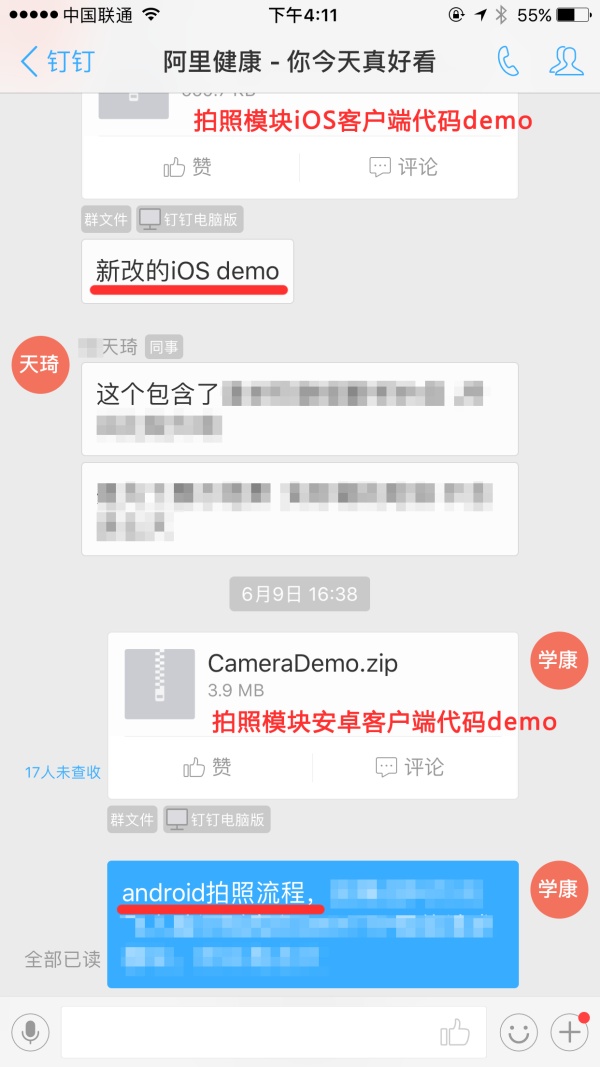 中国联通
下午4:11
55%
钉钉
阿里健康 - 你今天真好看
拍照模块iOS客户端代码demo
赞
评论
群文件
钉钉电脑版
新改的iOS demo
天琦
天琦
同事
这个包含了
6月9日 16:38
CameraDemo.zip
学康
3.9 MB
拍照模块安卓客户端代码demo
17人未查收
赞
评论
群文件
钉钉电脑版
android拍照流程，
学康
全部已读